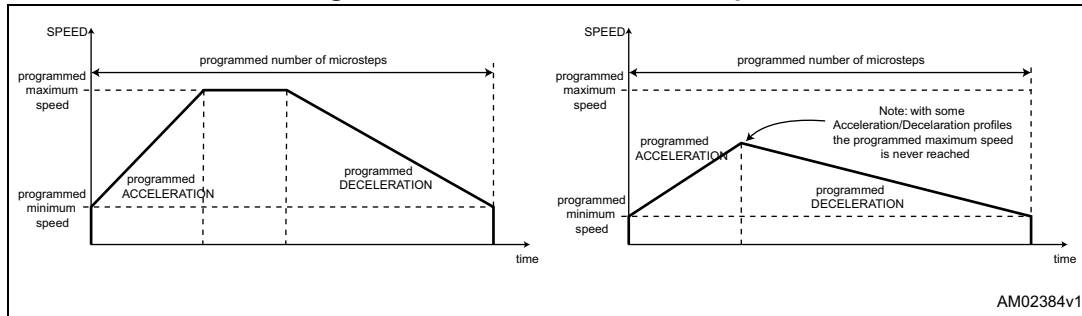 SPEED
programmed number of microsteps
programmed
maximum
speed
programmed
ACCELERATION
programmed
DECELERATION
programmed
minimum
speed
time
SPEED
programmed number of microsteps
programmed
maximum
speed
Note: with some
Acceleration/Decelaration profiles
the programmed maximum speed
is never reached
programmed
ACCELERATION
programmed
DECELERATION
programmed
minimum
speed
time
AM02384v1